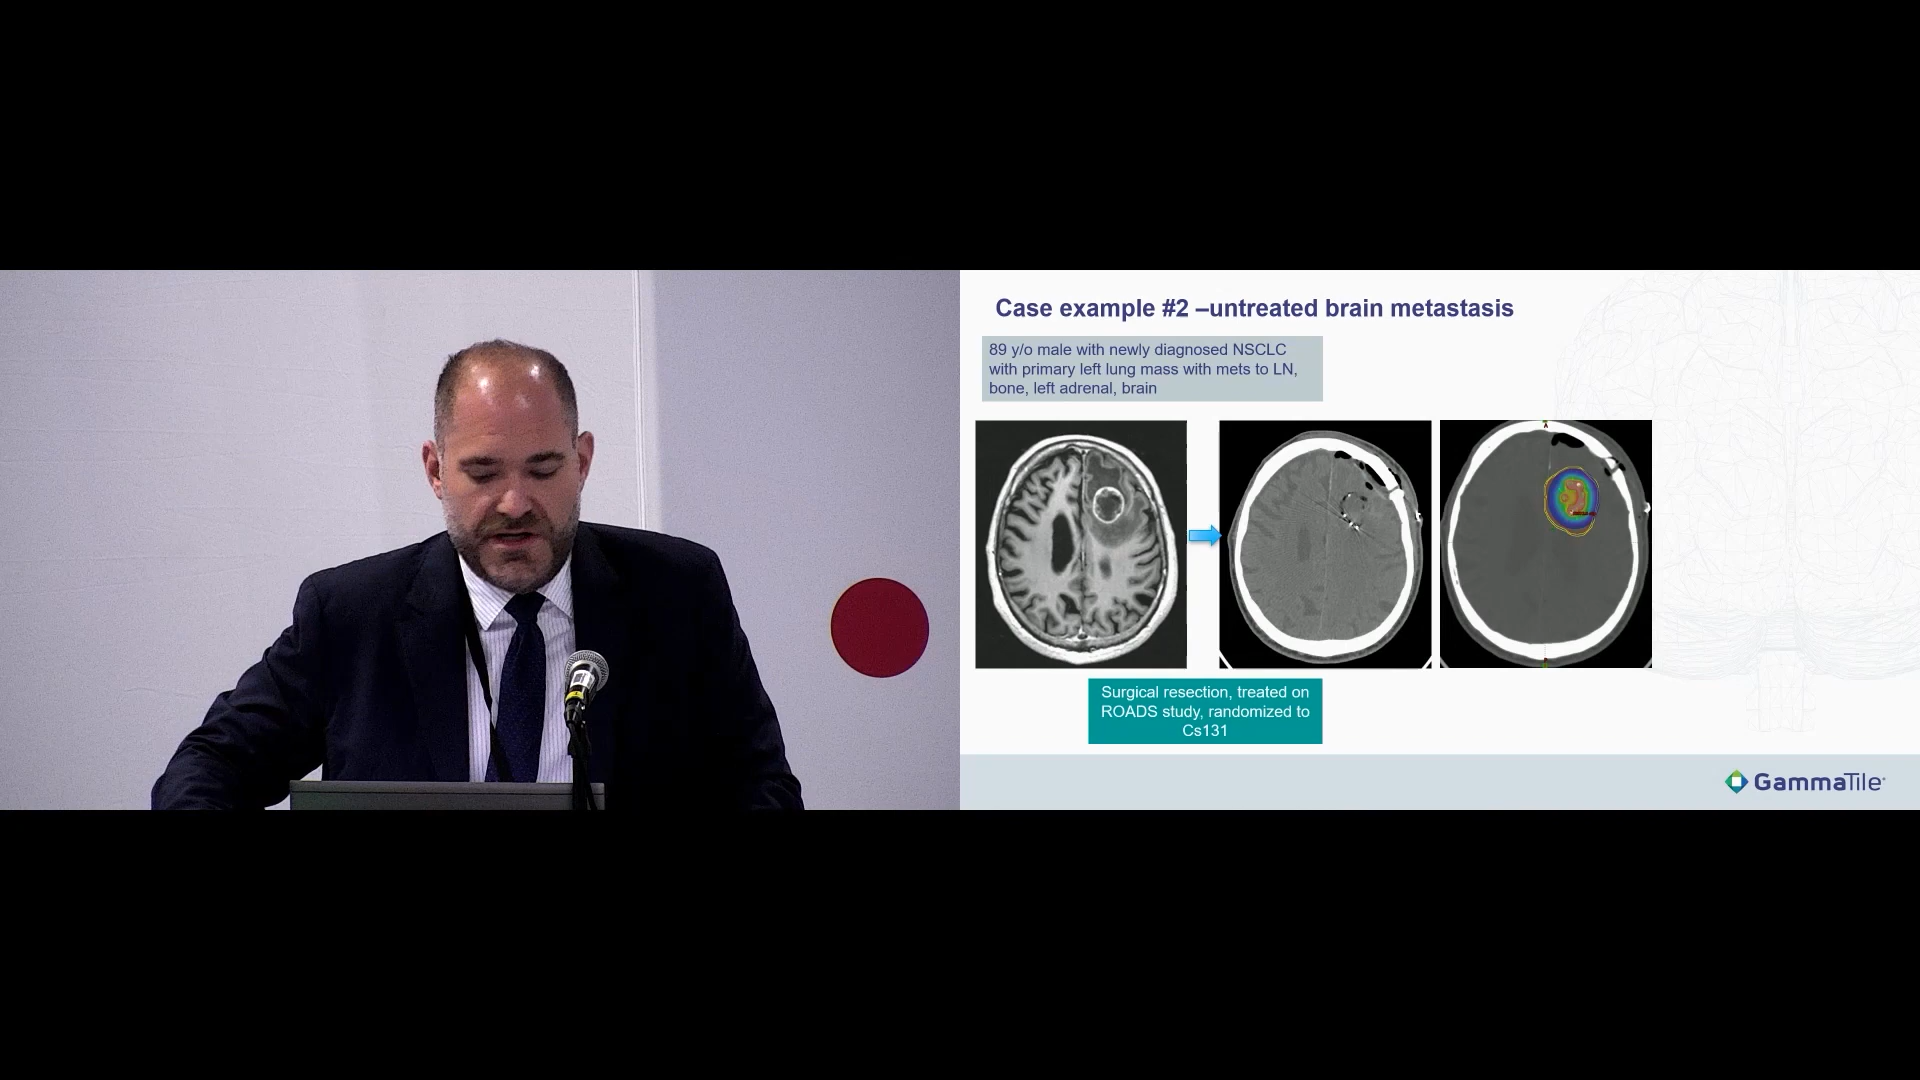 Case example #2 –untreated brain metastasis
89 y/o male with newly diagnosed NSCLC
with primary left lung mass with mets to LN,
bone, left adrenal, brain
Surgical resection, treated on
ROADS study, randomized to
Cs131
GammaTile